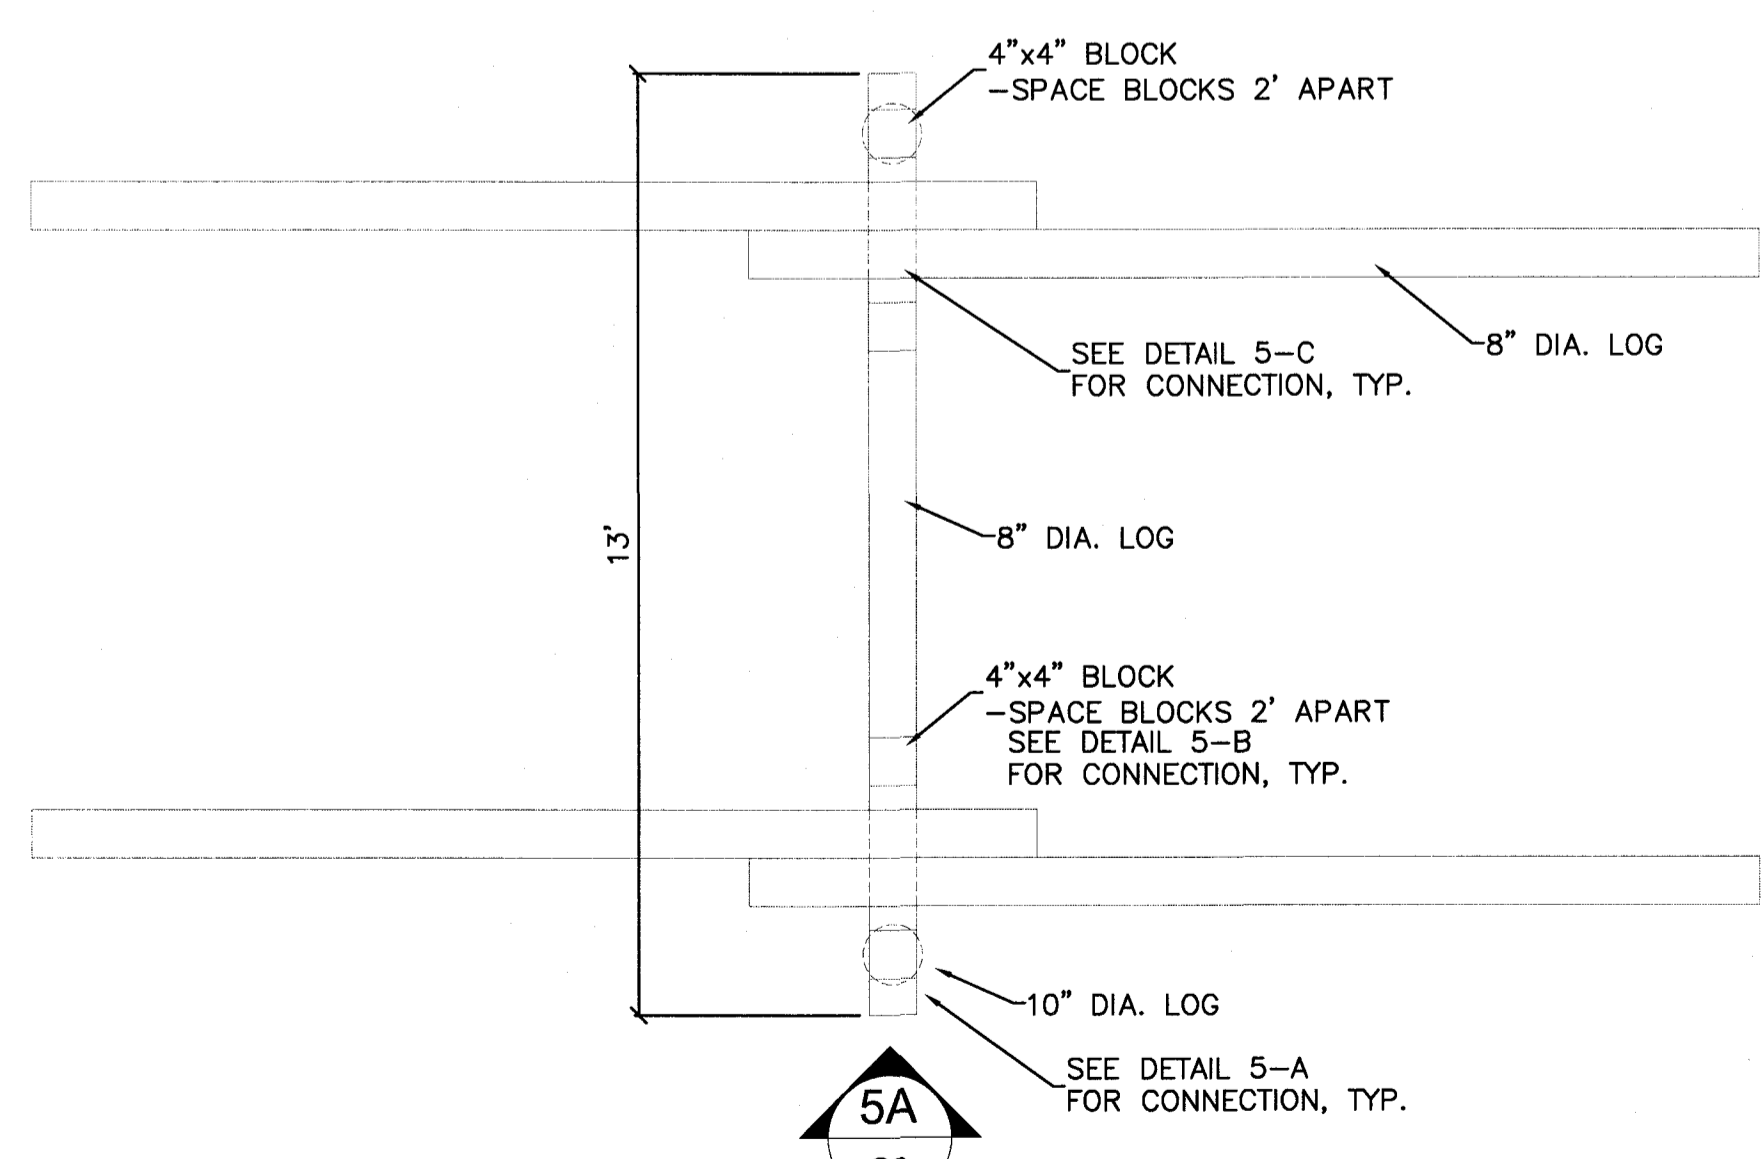 4”x4” BLOCK
–SPACE BLOCKS 2’ APART
8” DIA. LOG
SEE DETAIL 5–C
FOR CONNECTION, TYP.
13’
8” DIA. LOG
4”x4” BLOCK
–SPACE BLOCKS 2’ APART
SEE DETAIL 5–B
FOR CONNECTION, TYP.
10” DIA. LOG
SEE DETAIL 5–A
FOR CONNECTION, TYP.
5A